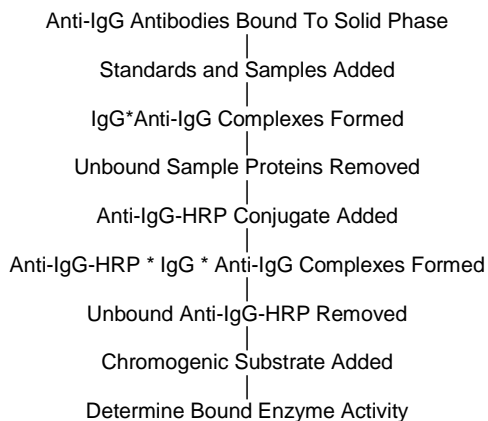 Anti-IgG Antibodies Bound To Solid Phase
Standards and Samples Added
IgG*Anti-IgG Complexes Formed
Unbound Sample Proteins Removed
Anti-IgG-HRP Conjugate Added
Anti-IgG-HRP * IgG * Anti-IgG Complexes Formed
Unbound Anti-IgG-HRP Removed
Chromogenic Substrate Added
Determine Bound Enzyme Activity